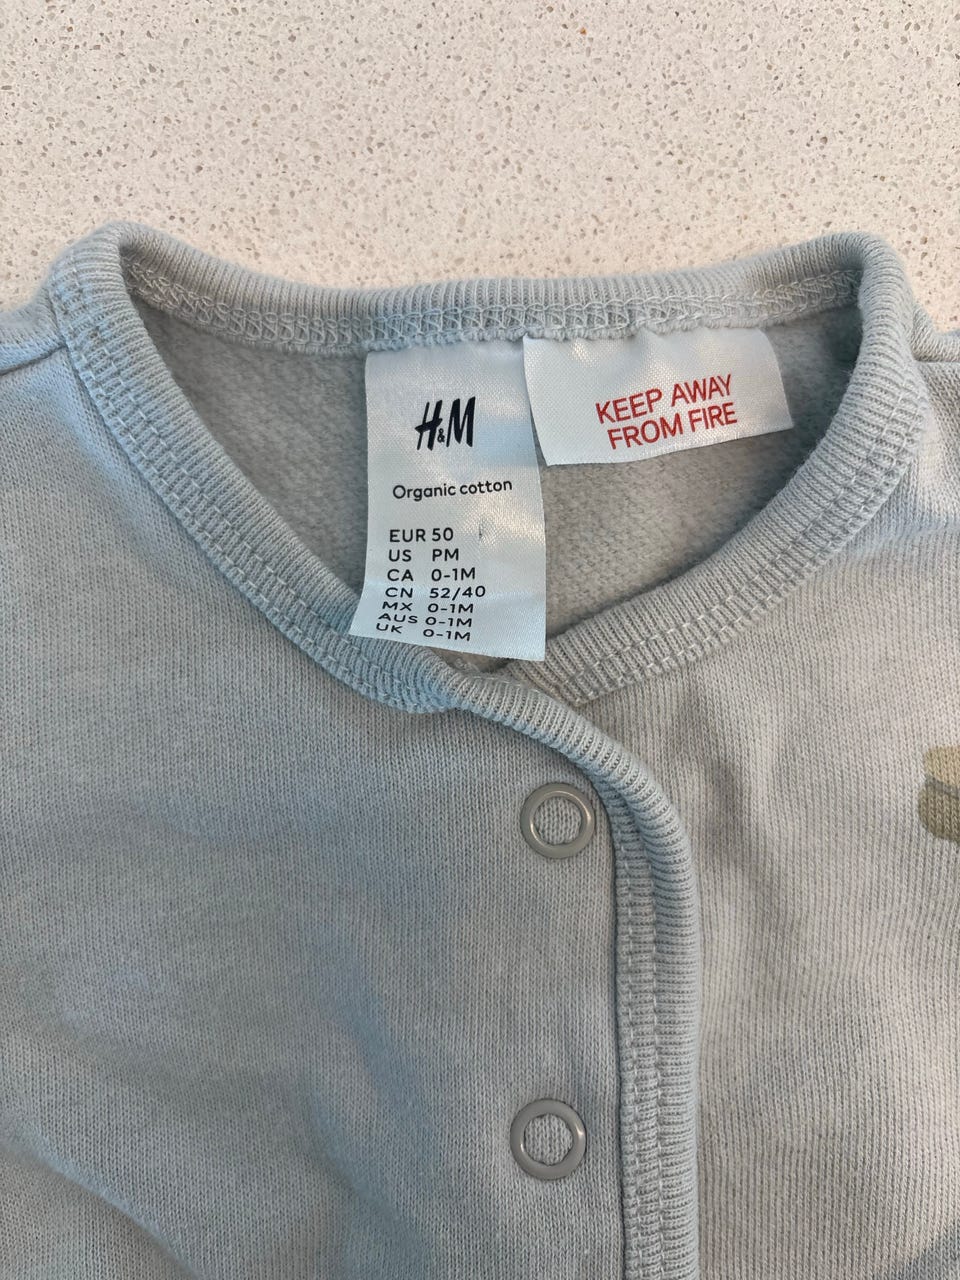 H&M
Organic cotton
EUR 50
US PM
CA 0-1M
CN 52/40
MX 0-1M
AUS 0-1M
UK 0-1M
KEEP AWAY
FROM FIRE